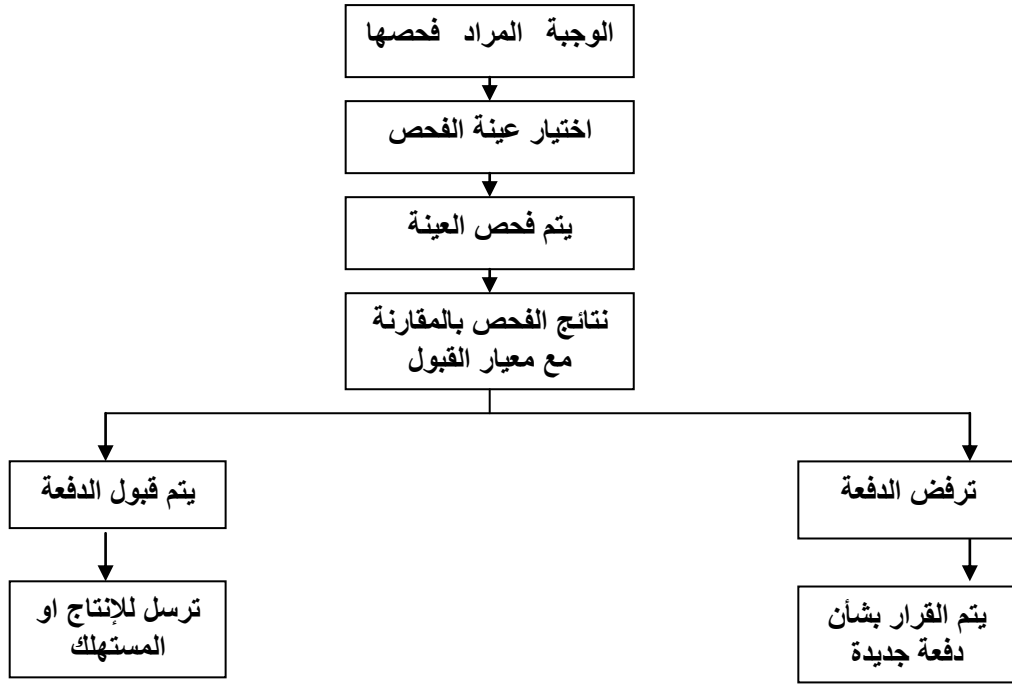 الوجبة المراد فحصها
اختيار عينة الفحص
يتم فحص العينة
نتائج الفحص بالمقارنة
مع معيار القبول
ترفض الدفعة
يتم قبول الدفعة
يتم القرار بشأن
دفعة جديدة
ترسل للإنتاج او
المستهلك